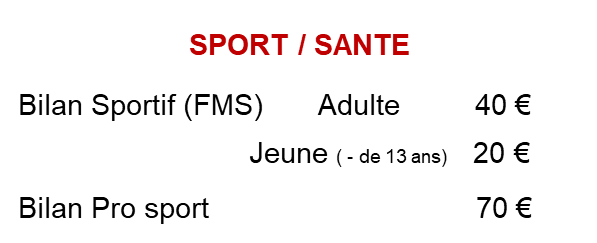 SPORT / SANTE
Bilan Sportif (FMS) Adulte 40 €
Jeune ( - de 13 ans) 20 €
Bilan Pro sport 70 €